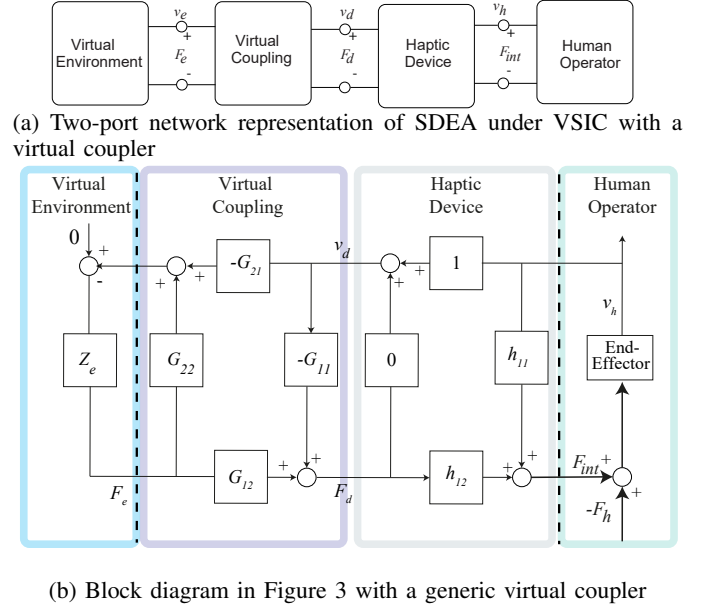 v_e v_d v_h
Virtual Environment + F_e - Virtual Coupling + F_d - Haptic Device + F_int - Human Operator
(a) Two-port network representation of SDEA under VSIC with a
virtual coupler
Virtual Virtual Haptic Human
Environment Coupling Device Operator
0 + - + + -G_21 v_d + + 1
v_h
Z_e G_22 -G_11 0 h_11 End-
Effector
F_e G_12 + + F_d h_12 + + F_int + +
-F_h
(b) Block diagram in Figure 3 with a generic virtual coupler